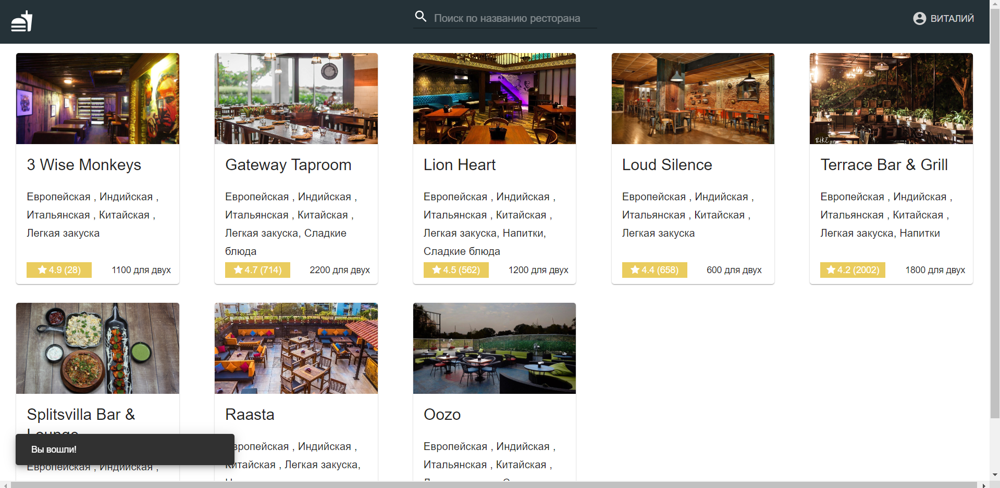 Поиск по названию ресторана
ВИТАЛИЙ
Rikē
3 Wise Monkeys
Европейская , Индийская ,
Итальянская , Китайская ,
Легкая закуска
4.9 (28)
1100 для двух
Gateway Taproom
Европейская , Индийская ,
Итальянская , Китайская ,
Легкая закуска, Сладкие
блюда
4.7 (714)
2200 для двух
Lion Heart
Европейская , Индийская ,
Итальянская , Китайская ,
Легкая закуска, Напитки,
Сладкие блюда
4.5 (562)
1200 для двух
Loud Silence
Европейская , Индийская ,
Итальянская , Китайская ,
Легкая закуска
4.4 (658)
600 для двух
Terrace Bar & Grill
Европейская , Индийская ,
Итальянская , Китайская ,
Легкая закуска, Напитки
4.2 (2002)
1800 для двух
Splitsvilla Bar &
Lounge
Европейская , Индийская ,
Вы вошли!
Raasta
Европейская , Индийская ,
Китайская , Легкая закуска,
Oozo
Европейская , Индийская ,
Итальянская , Китайская ,